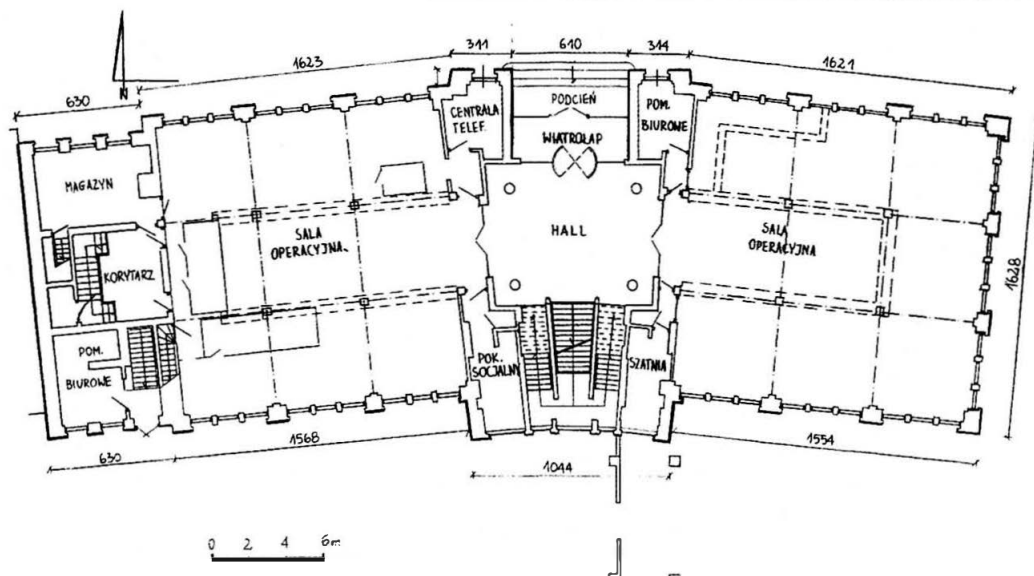 311
610
314
1623
1621
630
N
CENTRALA
TELEF.
PODCIEŃ
POM.
BIUROWE
WIATROŁAP
MAGAZYN
HALL
SALA
OPERACYJNA
SALA
OPERACYJNA
KORYTARZ
1628
POM.
BIUROWE
POK.
SOCJALNY
SZATNIA
1568
1554
630
1044
0 2 4 6m